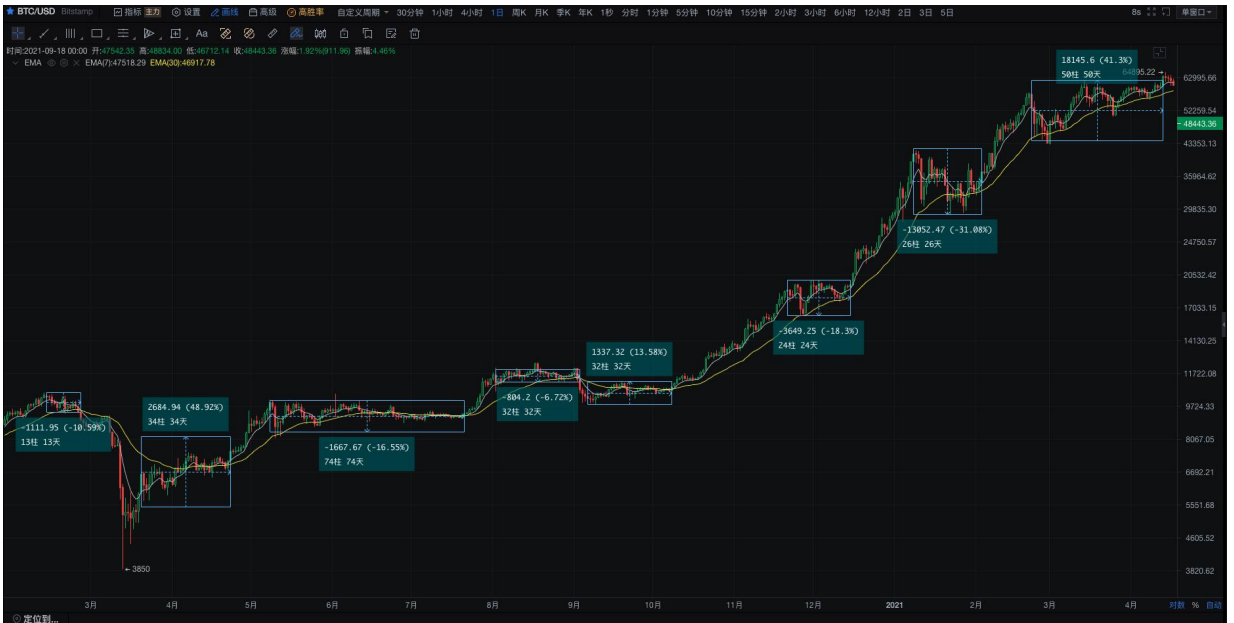 BTC/USD Bitstamp 指标 主力 设置 画线 高级 高胜率 自定义周期 30分钟 1小时 4小时 1日 周K 月K 季K 年K 1秒 分时 1分钟 5分钟 10分钟 15分钟 2小时 3小时 6小时 12小时 2日 3日 5日 8s 单窗口
Aa
时间:2021-09-18 00:00 开:47542.35 高:48834.00 低:46712.14 收:48443.36 涨幅:1.92%(911.96) 振幅:4.46%
EMA EMA(7):47518.29 EMA(30):46917.78
18145.6 (41.3%)
50柱 50天
64895.22
62995.66
52259.54
48443.36
43353.13
35964.62
29835.30
-13052.47 (-31.08%)
26柱 26天
24750.57
20532.42
17033.15
-3649.25 (-18.3%)
24柱 24天
14130.25
1337.32 (13.58%)
32柱 32天
11722.08
-804.2 (-6.72%)
32柱 32天
9724.33
2684.94 (48.92%)
34柱 34天
-1111.95 (-10.59%)
13柱 13天
8067.05
-1667.67 (-16.55%)
74柱 74天
6692.21
5551.68
4605.52
3850
3820.62
3月 4月 5月 6月 7月 8月 9月 10月 11月 12月 2021 2月 3月 4月 对数 % 自动
定位到...